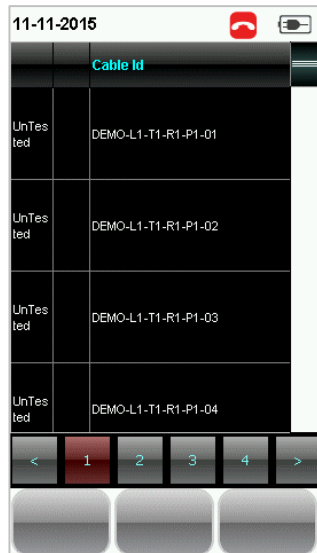 11-11-2015
Cable Id
UnTes
ted
DEMO-L1-T1-R1-P1-01
UnTes
ted
DEMO-L1-T1-R1-P1-02
UnTes
ted
DEMO-L1-T1-R1-P1-03
UnTes
ted
DEMO-L1-T1-R1-P1-04
< 1 2 3 4 >